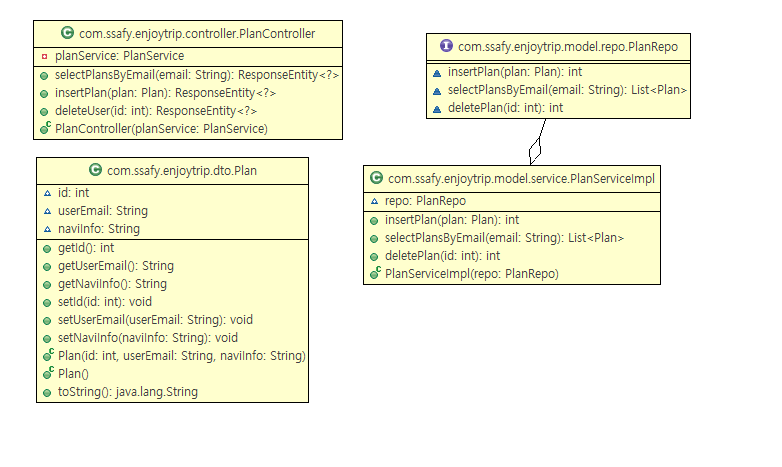 C com.ssafy.enjoytrip.controller.PlanController
planService: PlanService
selectPlansByEmail(email: String): ResponseEntity<?>
insertPlan(plan: Plan): ResponseEntity<?>
deleteUser(id: int): ResponseEntity<?>
C PlanController(planService: PlanService)
I com.ssafy.enjoytrip.model.repo.PlanRepo
insertPlan(plan: Plan): int
selectPlansByEmail(email: String): List<Plan>
deletePlan(id: int): int
C com.ssafy.enjoytrip.dto.Plan
id: int
userEmail: String
naviInfo: String
getId(): int
getUserEmail(): String
getNaviInfo(): String
setId(id: int): void
setUserEmail(userEmail: String): void
setNaviInfo(naviInfo: String): void
C Plan(id: int, userEmail: String, naviInfo: String)
C Plan()
toString(): java.lang.String
C com.ssafy.enjoytrip.model.service.PlanServiceImpl
repo: PlanRepo
insertPlan(plan: Plan): int
selectPlansByEmail(email: String): List<Plan>
deletePlan(id: int): int
C PlanServiceImpl(repo: PlanRepo)